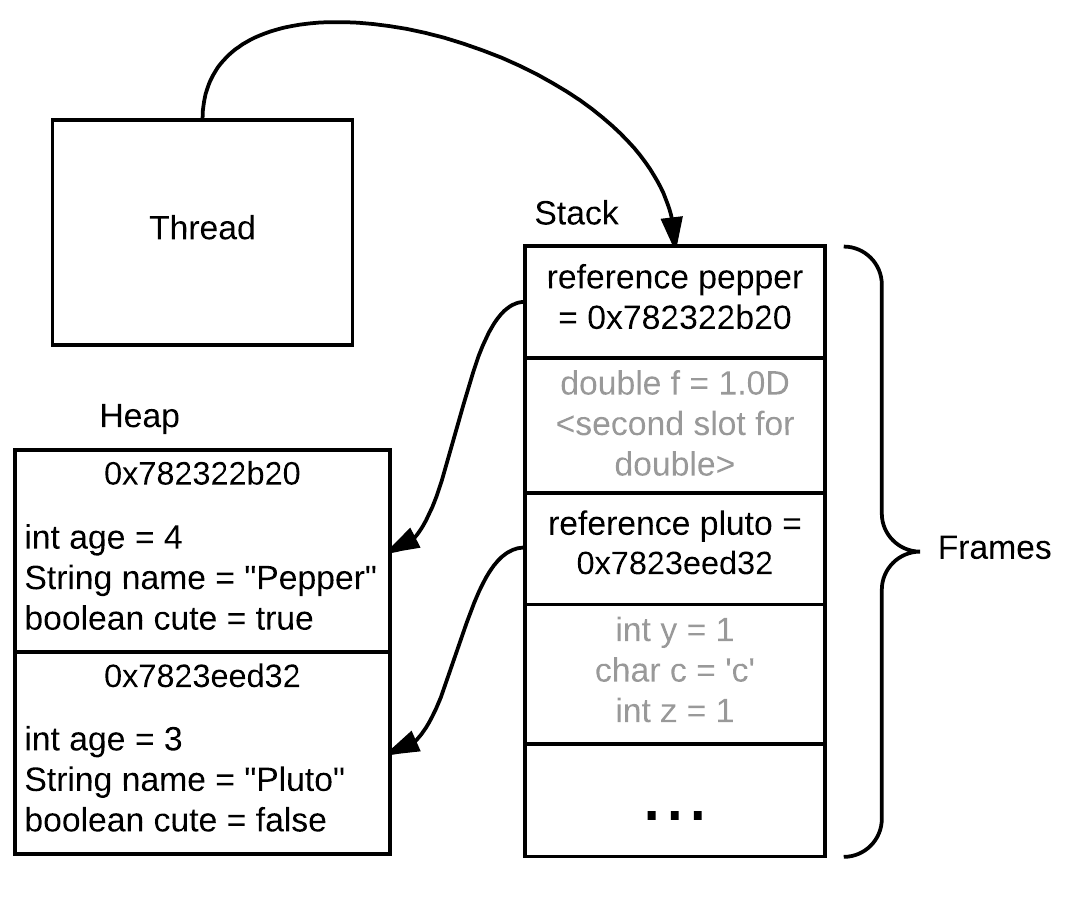 Thread
Stack
reference pepper
= 0x782322b20
double f = 1.0D
<second slot for
double>
reference pluto =
0x7823eed32
int y = 1
char c = 'c'
int z = 1
...
Frames
Heap
0x782322b20
int age = 4
String name = "Pepper"
boolean cute = true
0x7823eed32
int age = 3
String name = "Pluto"
boolean cute = false